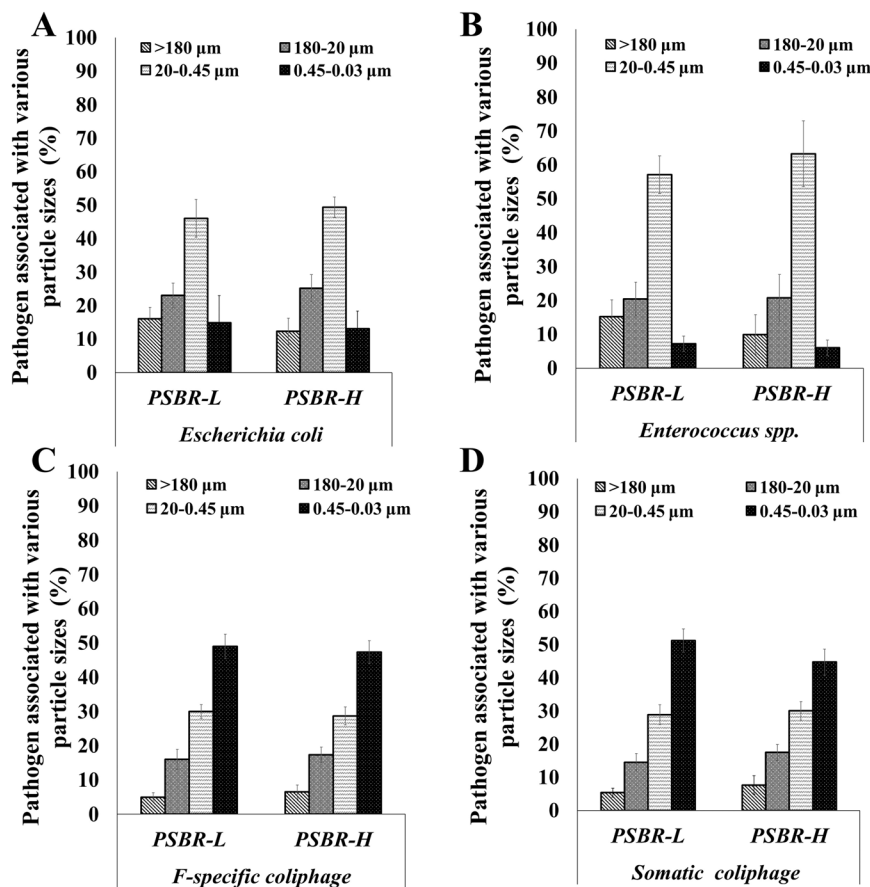 A
Pathogen associated with various
particle sizes (%)
100
90
80
70
60
50
40
30
20
10
0
>180 µm
180-20 µm
20-0.45 µm
0.45-0.03 µm
PSBR-L
PSBR-H
Escherichia coli
B
Pathogen associated with various
particle sizes (%)
100
90
80
70
60
50
40
30
20
10
0
>180 µm
180-20 µm
20-0.45 µm
0.45-0.03 µm
PSBR-L
PSBR-H
Enterococcus spp.
C
Pathogen associated with various
particle sizes (%)
100
90
80
70
60
50
40
30
20
10
0
>180 µm
180-20 µm
20-0.45 µm
0.45-0.03 µm
PSBR-L
PSBR-H
F-specific coliphage
D
Pathogen associated with various
particle sizes (%)
100
90
80
70
60
50
40
30
20
10
0
>180 µm
180-20 µm
20-0.45 µm
0.45-0.03 µm
PSBR-L
PSBR-H
Somatic coliphage